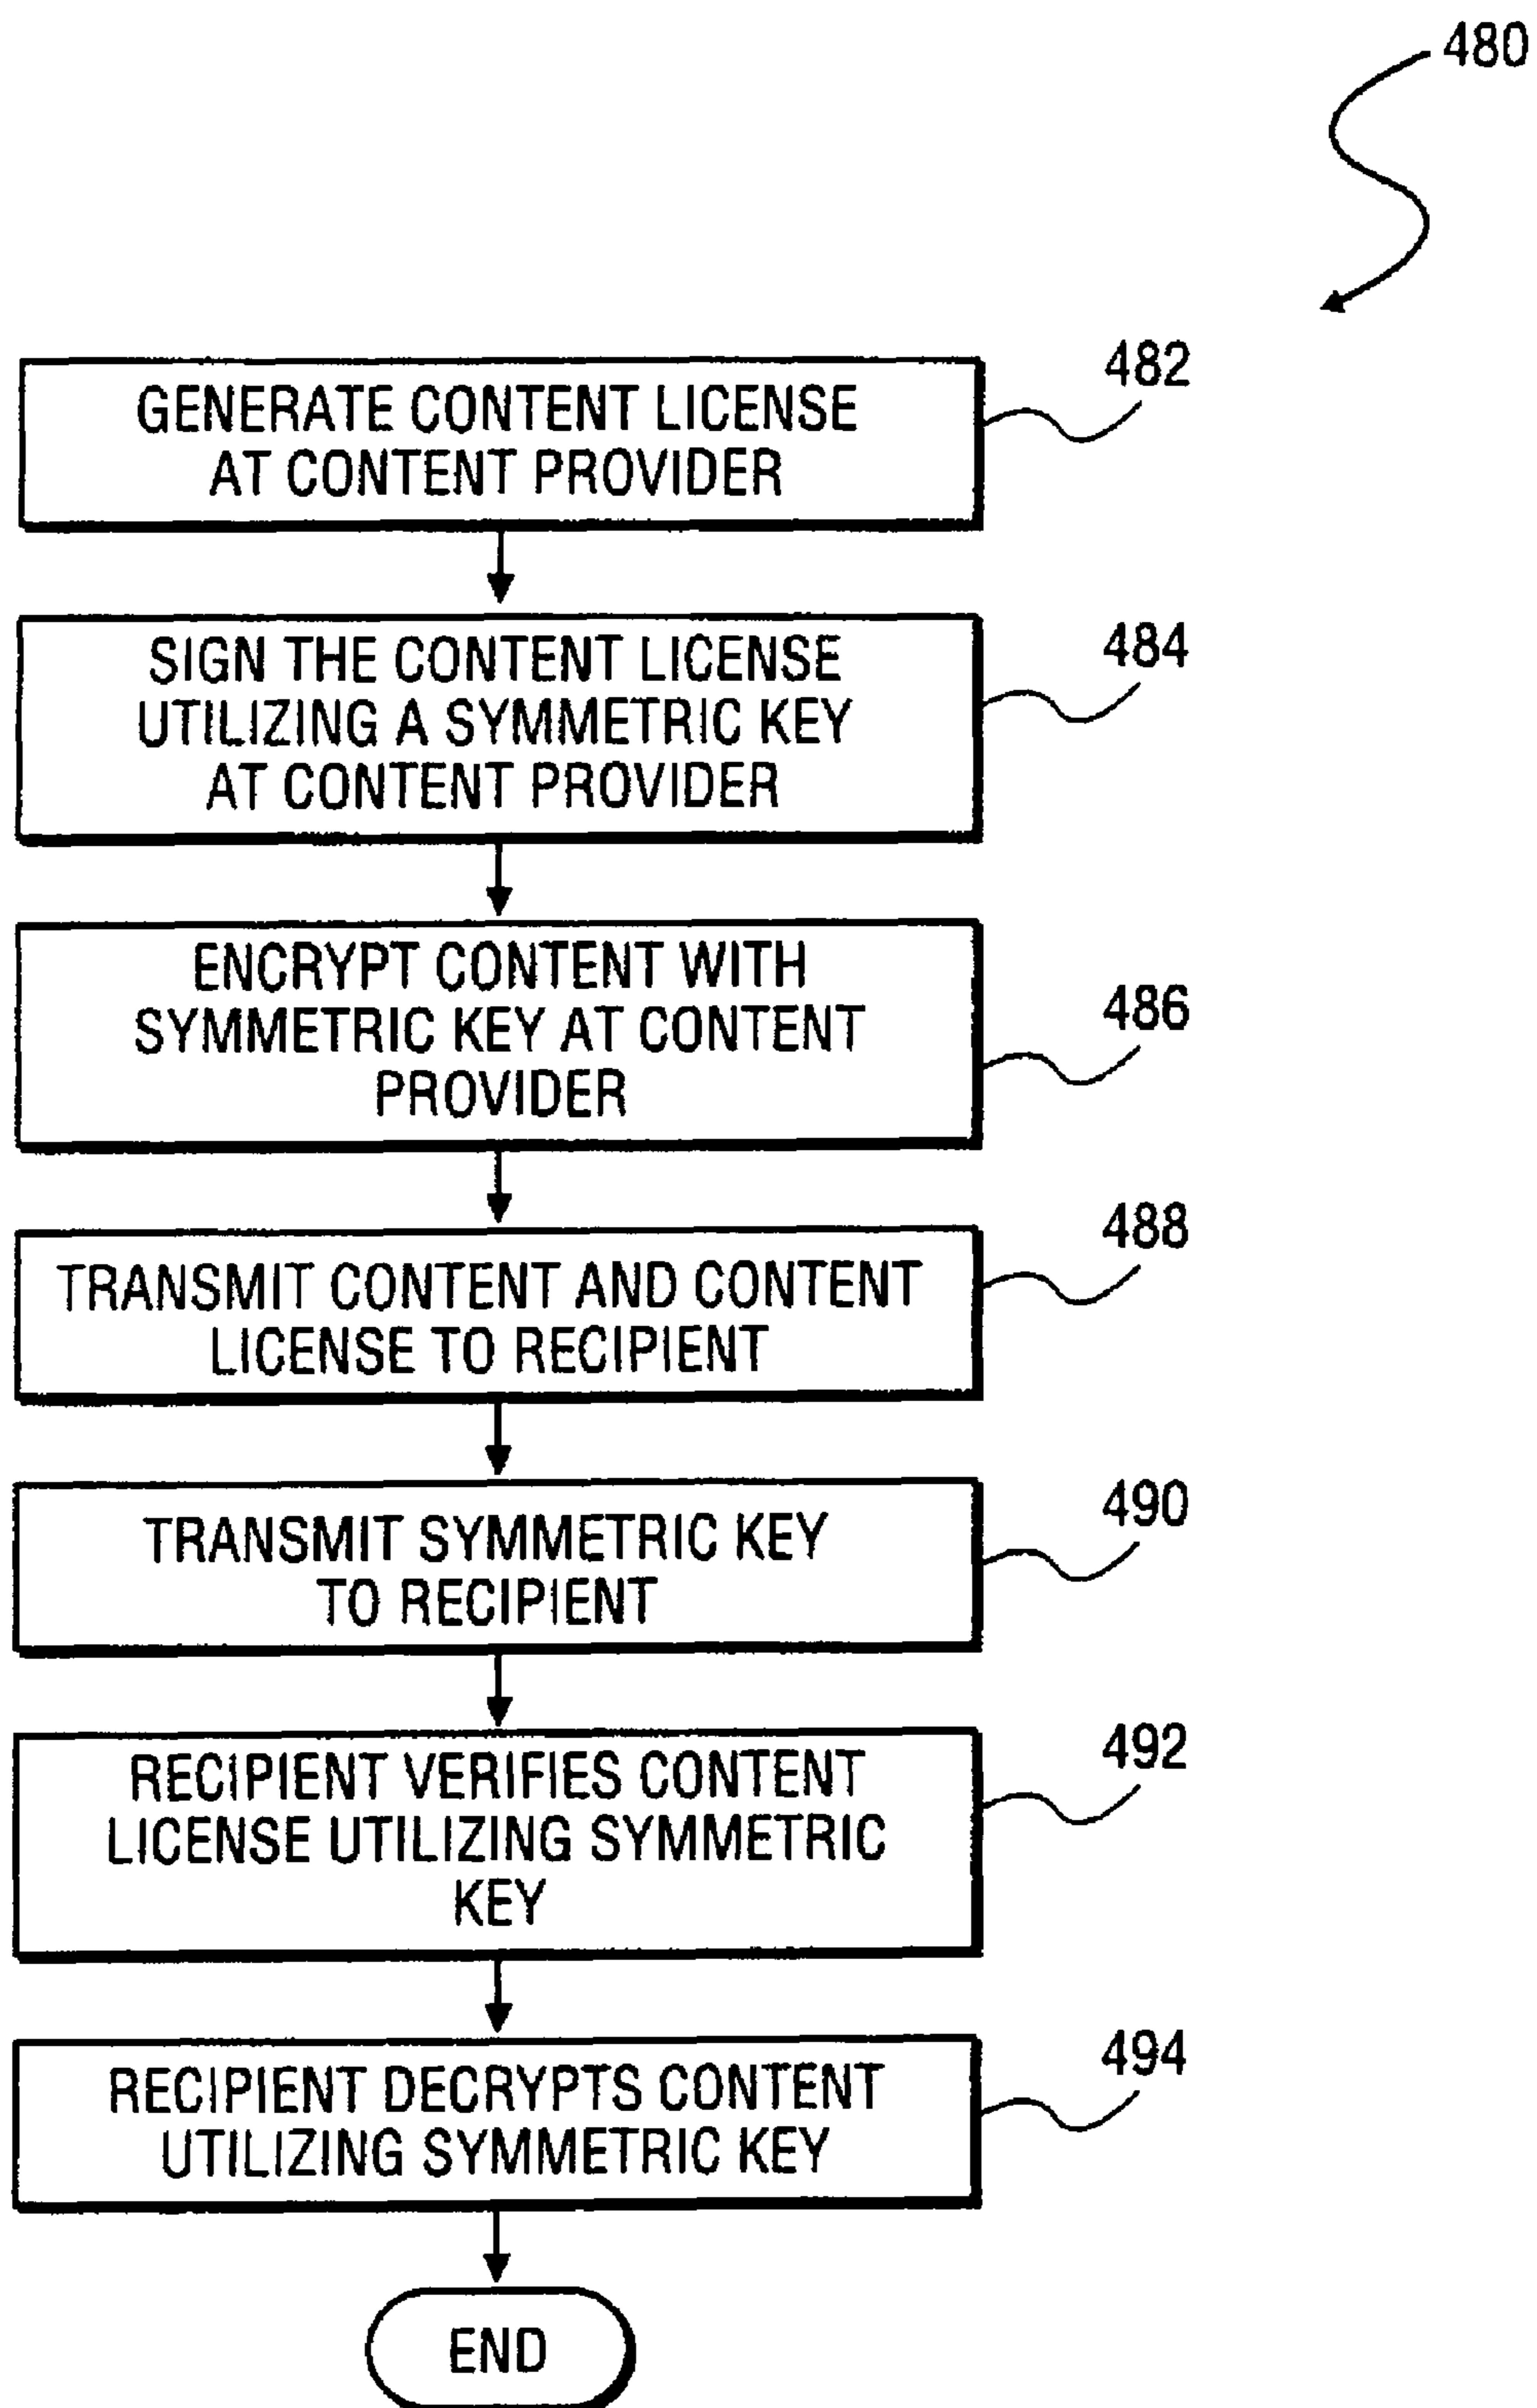 480
482
GENERATE CONTENT LICENSE
AT CONTENT PROVIDER
484
SIGN THE CONTENT LICENSE
UTILIZING A SYMMETRIC KEY
AT CONTENT PROVIDER
486
ENCRYPT CONTENT WITH
SYMMETRIC KEY AT CONTENT
PROVIDER
488
TRANSMIT CONTENT AND CONTENT
LICENSE TO RECIPIENT
490
TRANSMIT SYMMETRIC KEY
TO RECIPIENT
492
RECIPIENT VERIFIES CONTENT
LICENSE UTILIZING SYMMETRIC
KEY
494
RECIPIENT DECRYPTS CONTENT
UTILIZING SYMMETRIC KEY
END